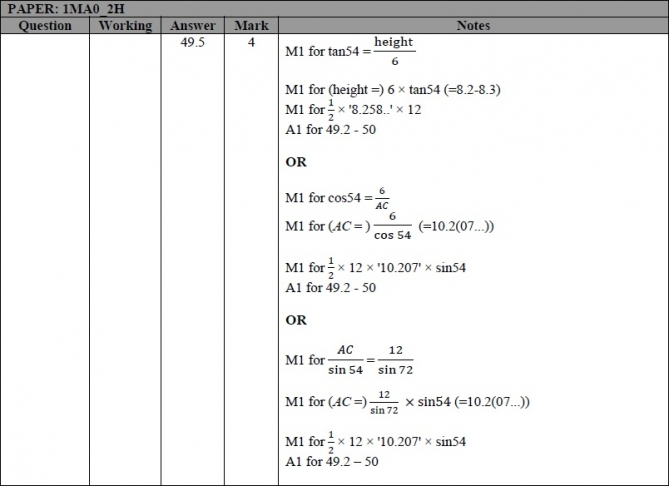 PAPER: 1MA0_2H
Question Working Answer Mark Notes
49.5 4 M1 for tan54 = height/6
M1 for (height =) 6 × tan54 (=8.2-8.3)
M1 for 1/2 × '8.258..' × 12
A1 for 49.2 - 50
OR
M1 for cos54 = 6/AC
M1 for (AC = ) 6/cos 54 (=10.2(07...))
M1 for 1/2 × 12 × '10.207' × sin54
A1 for 49.2 - 50
OR
M1 for AC/sin 54 = 12/sin 72
M1 for (AC =) 12/sin 72 × sin54 (=10.2(07...))
M1 for 1/2 × 12 × '10.207' × sin54
A1 for 49.2 – 50